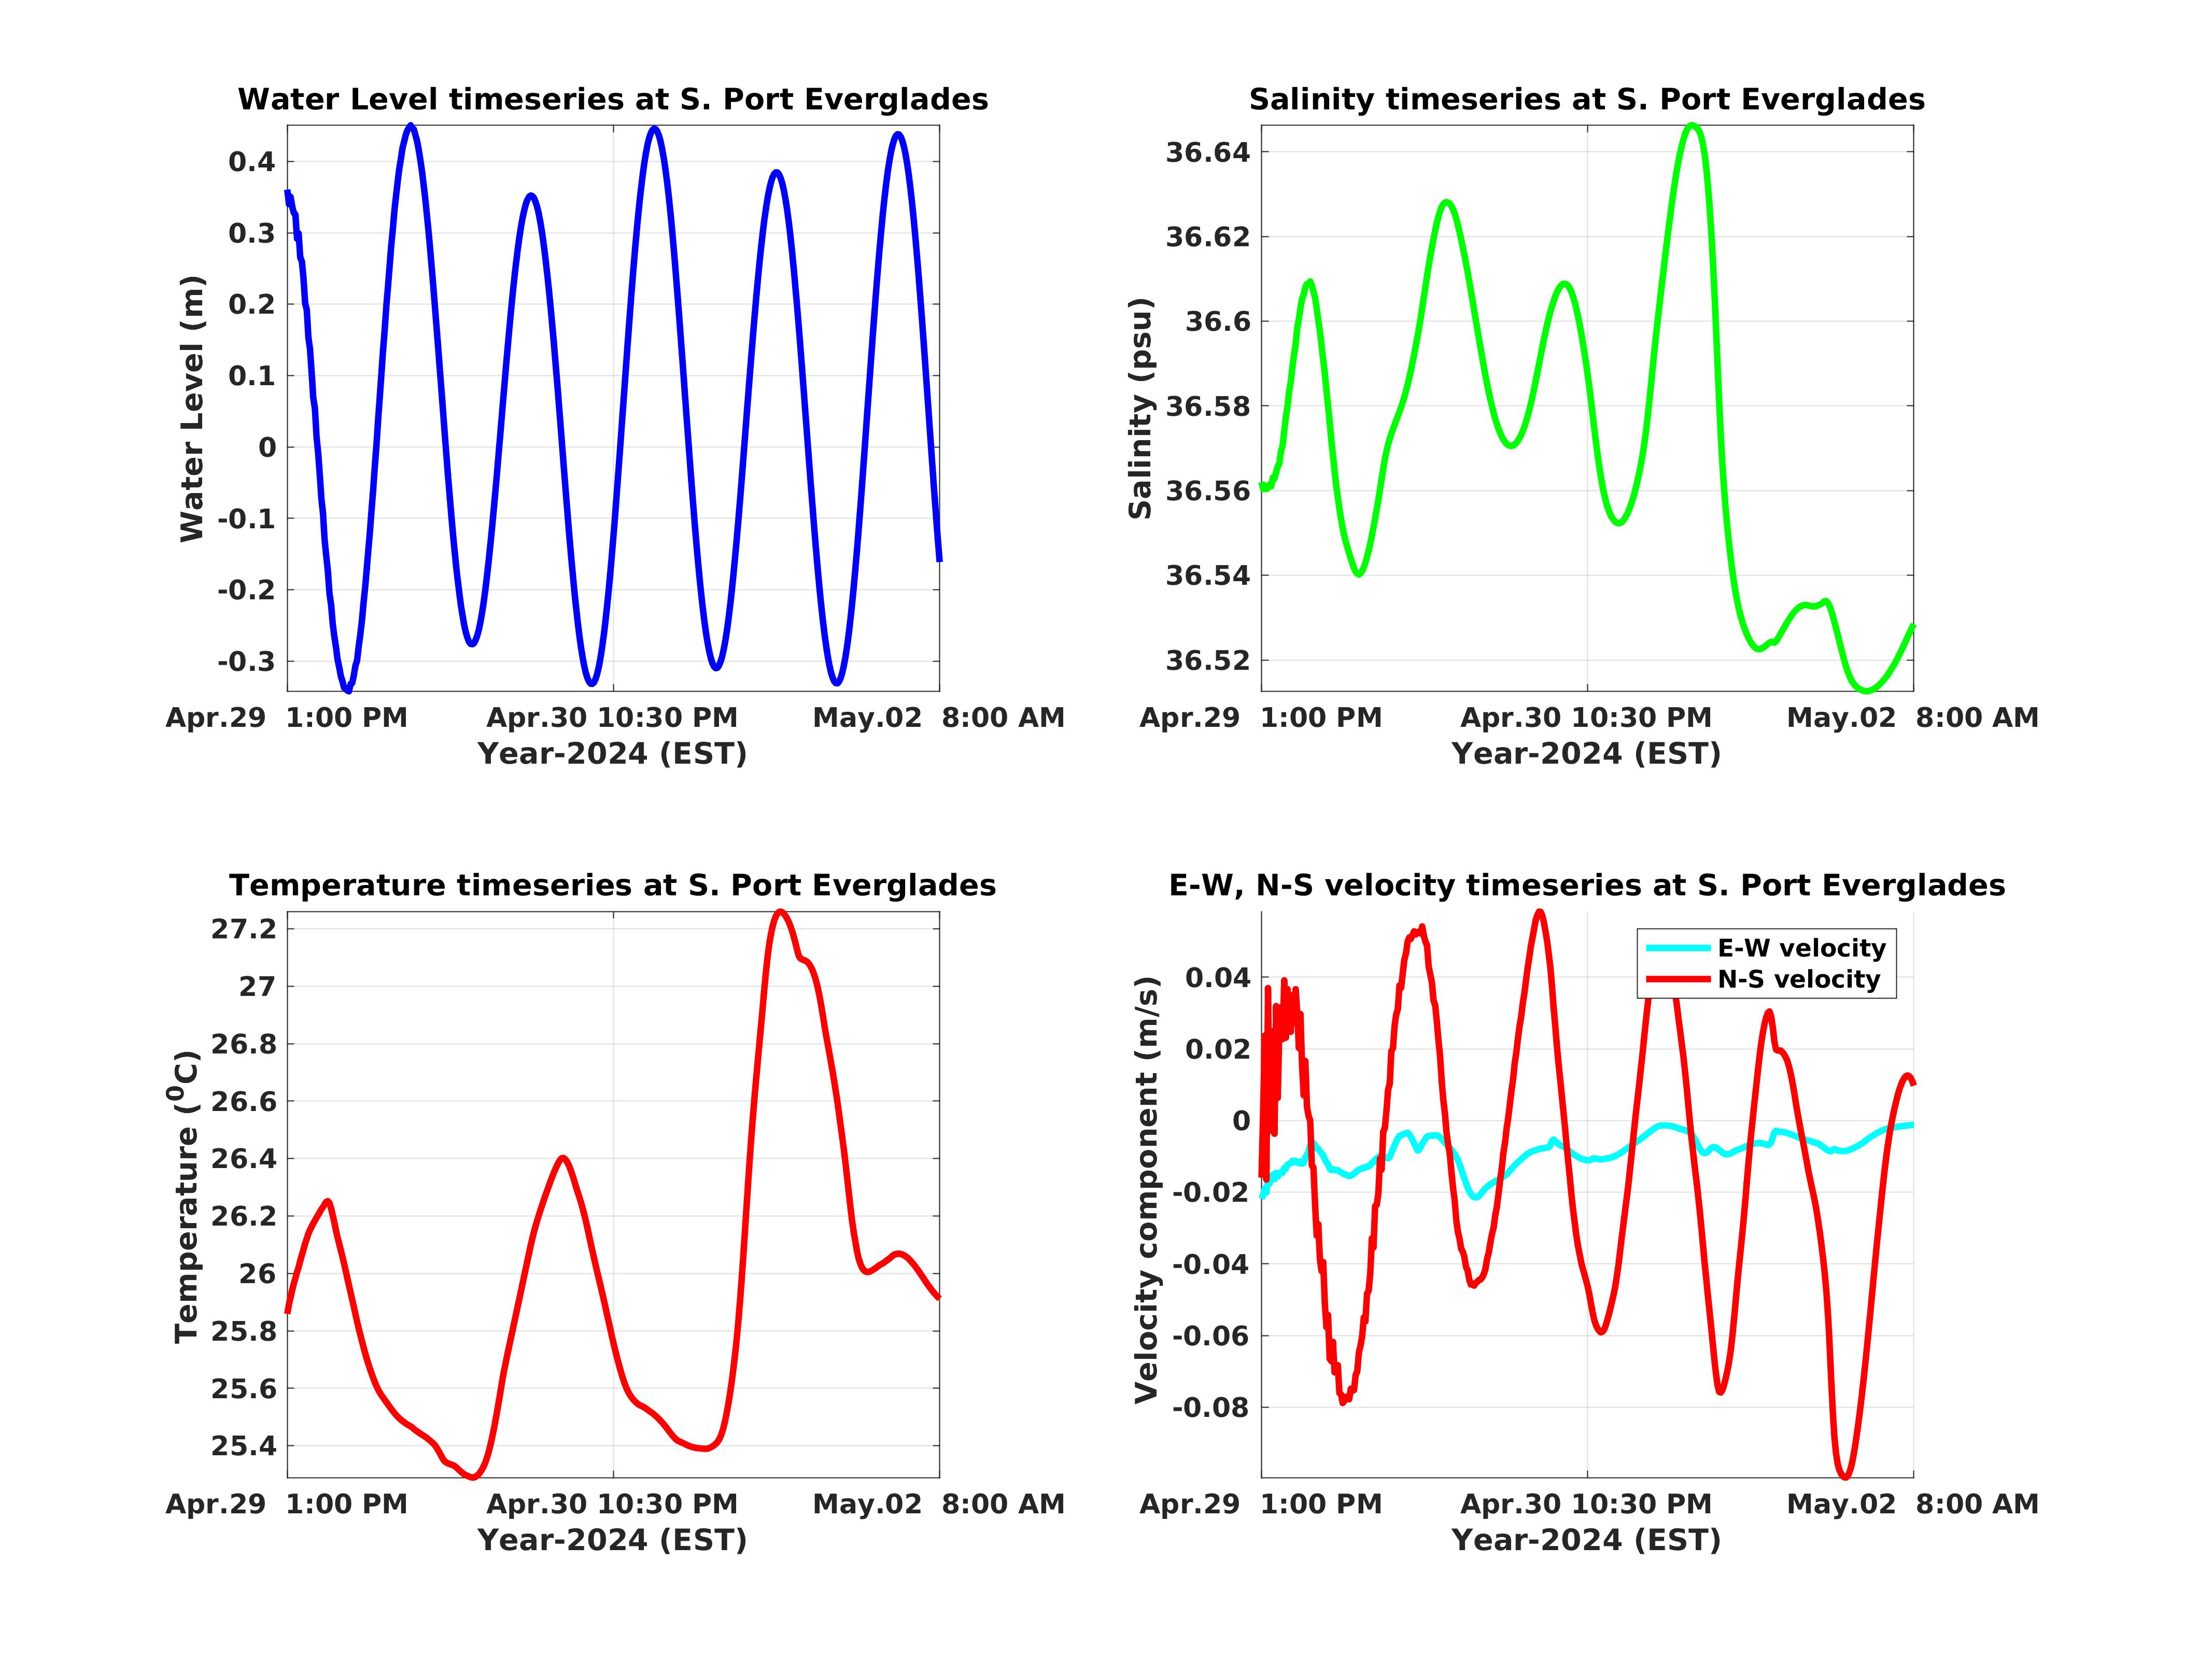 Water Level timeseries at S. Port Everglades
Water Level (m)
0.4
0.3
0.2
0.1
0
-0.1
-0.2
-0.3
Apr.29 1:00 PM
Apr.30 10:30 PM
May.02 8:00 AM
Year-2024 (EST)
Salinity timeseries at S. Port Everglades
Salinity (psu)
36.64
36.62
36.6
36.58
36.56
36.54
36.52
Apr.29 1:00 PM
Apr.30 10:30 PM
May.02 8:00 AM
Year-2024 (EST)
Temperature timeseries at S. Port Everglades
Temperature (⁰C)
27.2
27
26.8
26.6
26.4
26.2
26
25.8
25.6
25.4
Apr.29 1:00 PM
Apr.30 10:30 PM
May.02 8:00 AM
Year-2024 (EST)
E-W, N-S velocity timeseries at S. Port Everglades
Velocity component (m/s)
E-W velocity
N-S velocity
0.04
0.02
0
-0.02
-0.04
-0.06
-0.08
Apr.29 1:00 PM
Apr.30 10:30 PM
May.02 8:00 AM
Year-2024 (EST)